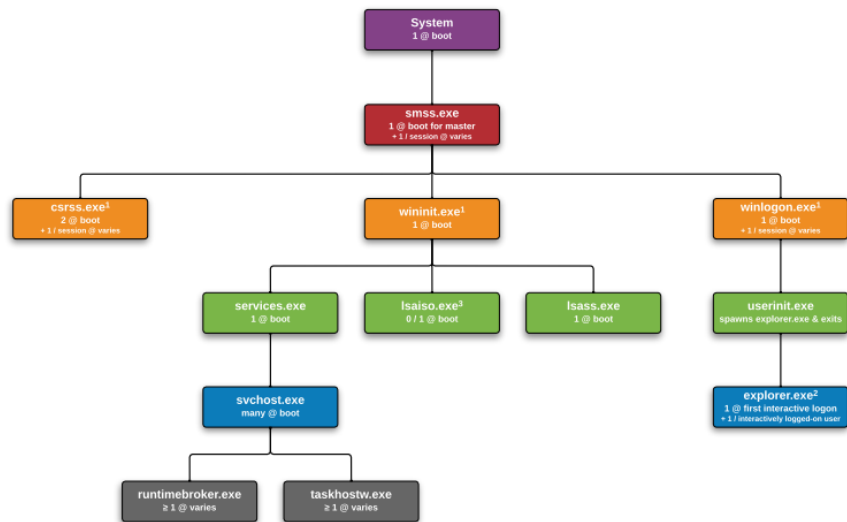 System
1 @ boot
smss.exe
1 @ boot for master
+ 1 / session @ varies
csrss.exe¹
2 @ boot
+ 1 / session @ varies
wininit.exe¹
1 @ boot
winlogon.exe¹
1 @ boot
+ 1 / session @ varies
services.exe
1 @ boot
lsaiso.exe³
0 / 1 @ boot
lsass.exe
1 @ boot
userinit.exe
spawns explorer.exe & exits
svchost.exe
many @ boot
explorer.exe²
1 @ first interactive logon
+ 1 / interactively logged-on user
runtimebroker.exe
≥ 1 @ varies
taskhostw.exe
≥ 1 @ varies